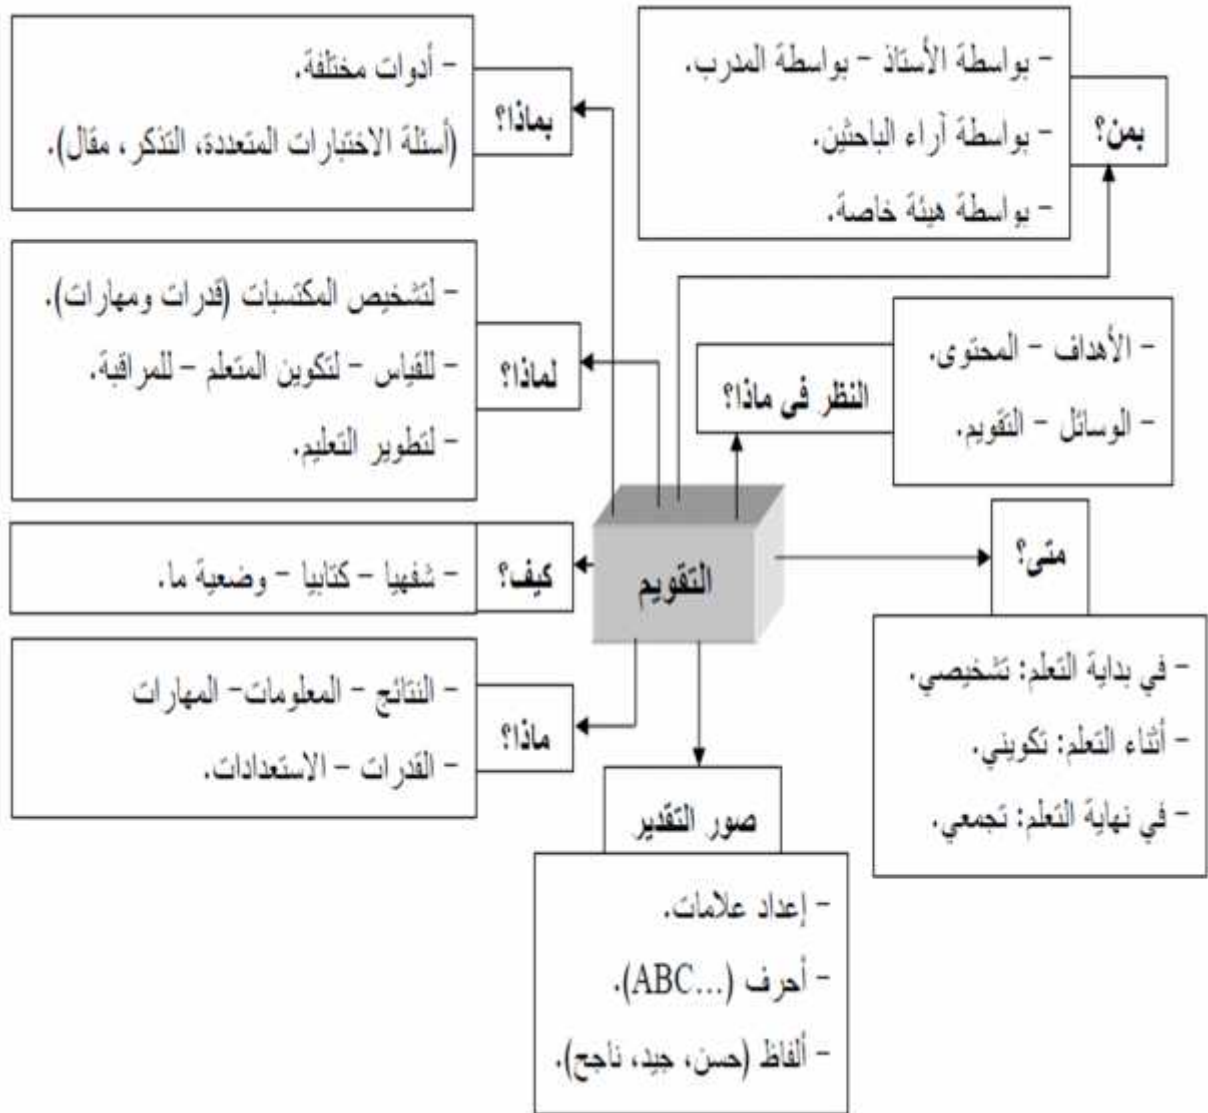 بمن؟
- بواسطة الأستاذ - بواسطة المدرب.
- بواسطة آراء الباحثين.
- بواسطة هيئة خاصة.
بماذا؟
- أدوات مختلفة.
(أسئلة الاختبارات المتعددة، التذكر، مقال).
النظر في ماذا؟
- الأهداف - المحتوى.
- الوسائل - التقويم.
لماذا؟
- لتشخيص المكتسبات (قدرات ومهارات).
- للقياس - لتكوين المتعلم - للمراقبة.
- لتطوير التعليم.
التقويم
متى؟
- في بداية التعلم: تشخيصي.
- أثناء التعلم: تكويني.
- في نهاية التعلم: تجمعي.
كيف؟
- شفهيا - كتابيا - وضعية ما.
ماذا؟
- النتائج - المعلومات- المهارات
- القدرات - الاستعدادات.
صور التقدير
- إعداد علامات.
- أحرف (ABC...).
- ألفاظ (حسن، جيد، ناجح).